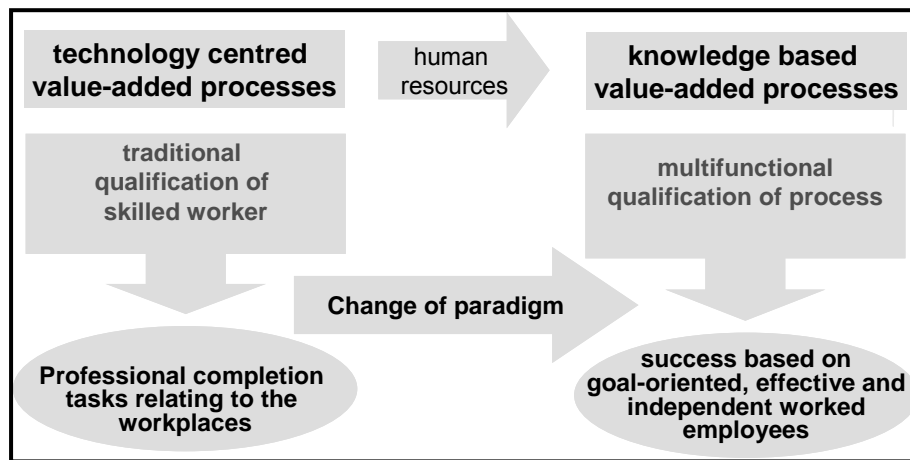 technology centred
value-added processes
human
resources
knowledge based
value-added processes
traditional
qualification of
skilled worker
multifunctional
qualification of process
Change of paradigm
Professional completion
tasks relating to the
workplaces
success based on
goal-oriented, effective and
independent worked
employees